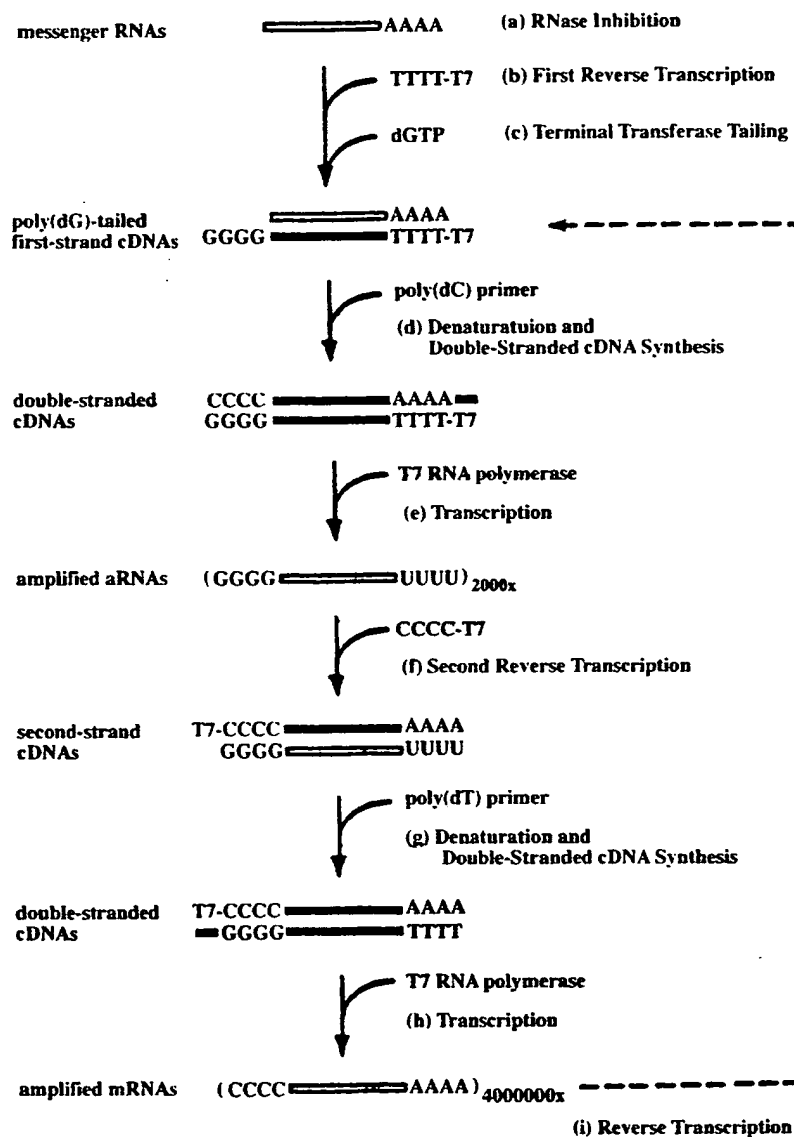 messenger RNAs AAAA (a) RNase Inhibition
TTTT-T7 (b) First Reverse Transcription
dGTP (c) Terminal Transferase Tailing
poly(dG)-tailed AAAA
first-strand cDNAs GGGG TTTT-T7
poly(dC) primer
(d) Denaturatuion and
Double-Stranded cDNA Synthesis
double-stranded CCCC AAAA
cDNAs GGGG TTTT-T7
T7 RNA polymerase
(e) Transcription
amplified aRNAs (GGGG UUUU)2000x
CCCC-T7
(f) Second Reverse Transcription
second-strand T7-CCCC AAAA
cDNAs GGGG UUUU
poly(dT) primer
(g) Denaturation and
Double-Stranded cDNA Synthesis
double-stranded T7-CCCC AAAA
cDNAs GGGG TTTT
T7 RNA polymerase
(h) Transcription
amplified mRNAs (CCCC AAAA)4000000x
(i) Reverse Transcription